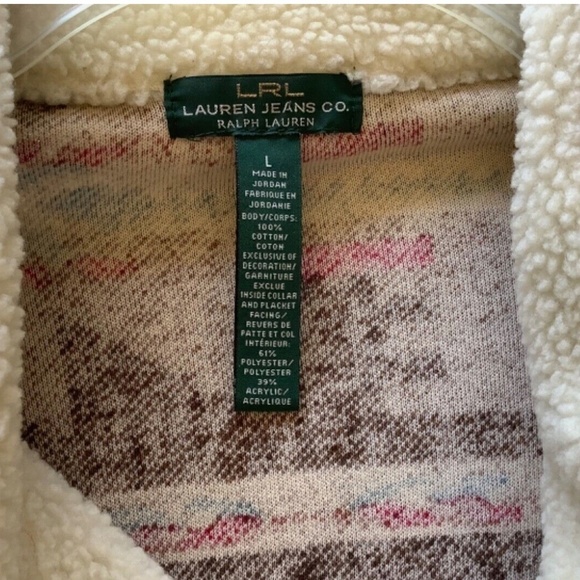 LRL
LAUREN JEANS CO.
RALPH LAUREN
L
MADE IN
JORDAN
FABRIQUE EN
JORDANIE
BODY/CORPS:
100%
COTTON/
COTON
EXCLUSIVE OF
DECORATION/
GARNITURE
EXCLUE
INSIDE COLLAR
AND PLACKET
FACING/
REVERS DE
PATTE ET COL
INTÉRIEUR:
61%
POLYESTER/
POLYESTER
39%
ACRYLIC/
ACRYLIQUE